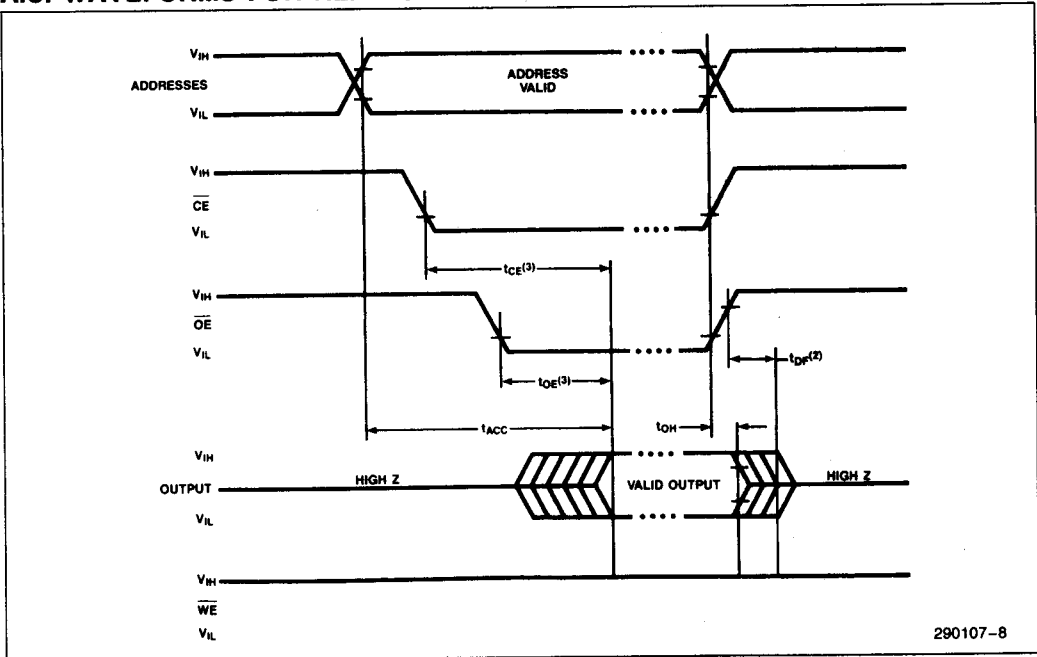 VIH
ADDRESSES
VIL
ADDRESS
VALID
VIH
CE
VIL
tCE(3)
VIH
OE
VIL
tOE(3)
tDF(2)
tACC
tOH
VIH
OUTPUT
VIL
HIGH Z
VALID OUTPUT
HIGH Z
VIH
WE
VIL
290107–8